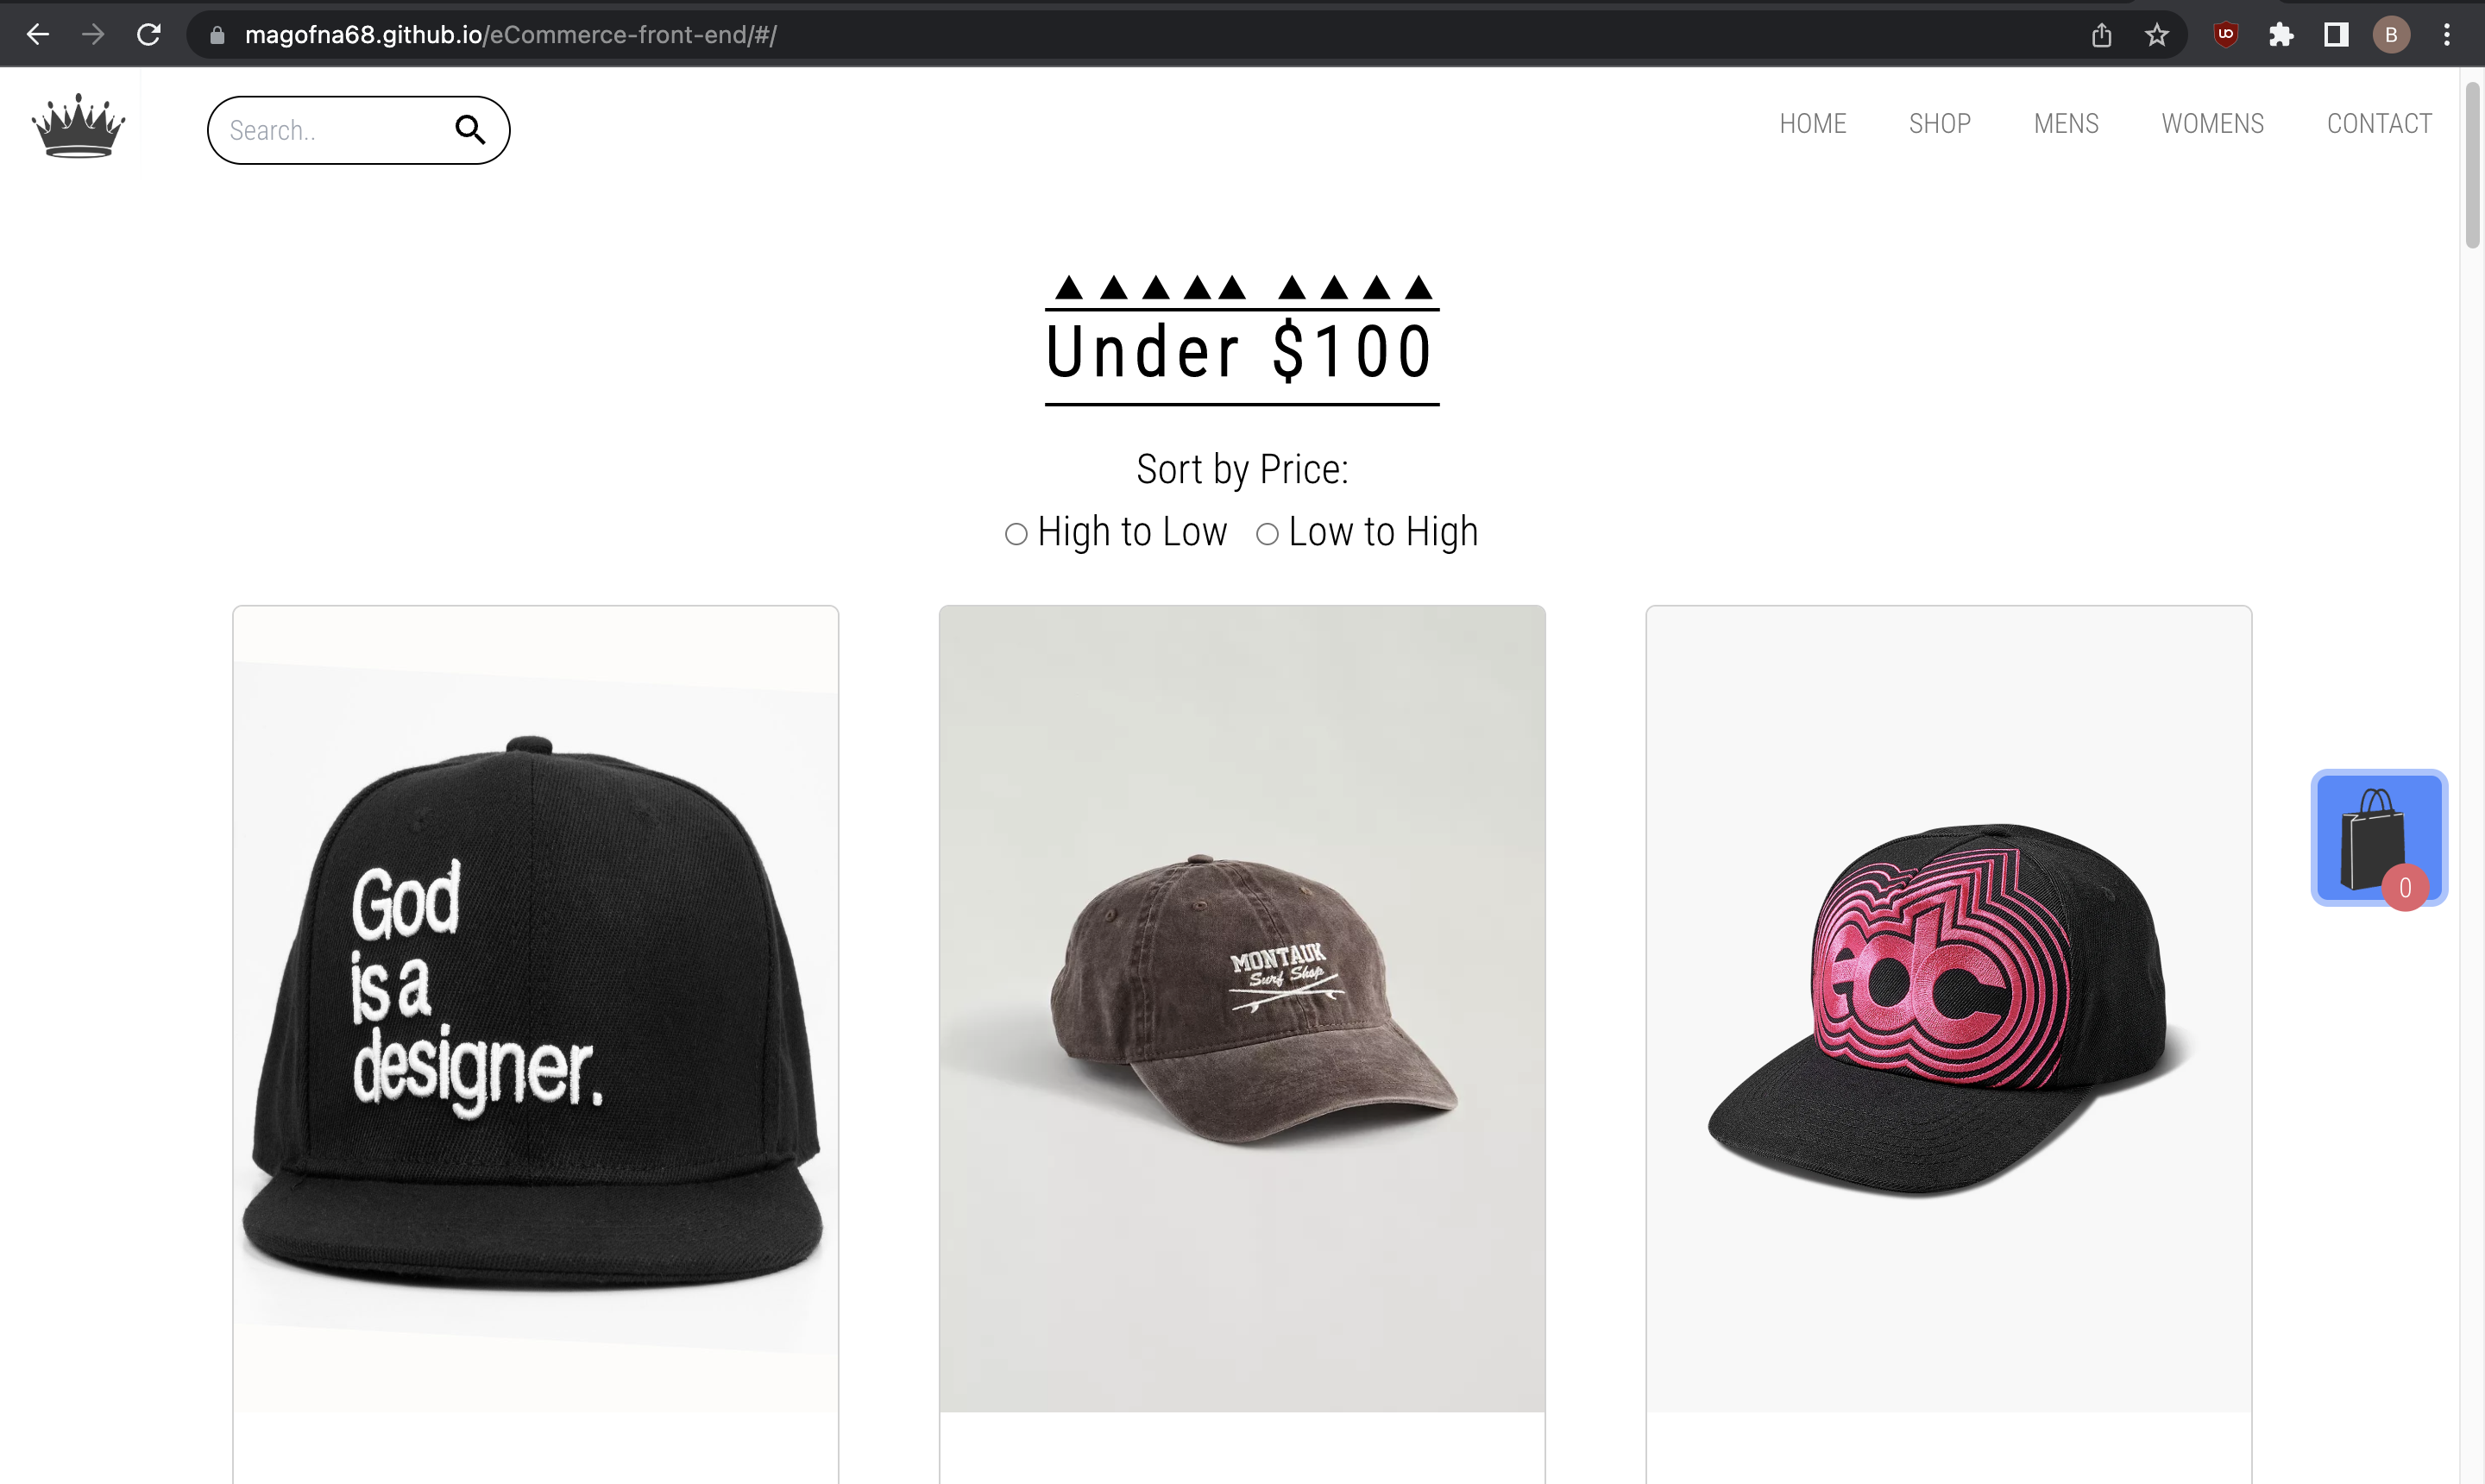 magofna68.github.io/eCommerce-front-end/#/
B
Search..
HOME SHOP MENS WOMENS CONTACT
Under $100
Sort by Price:
High to Low Low to High
God
is a
designer.
MONTAUK
Surf Shop
edc
0